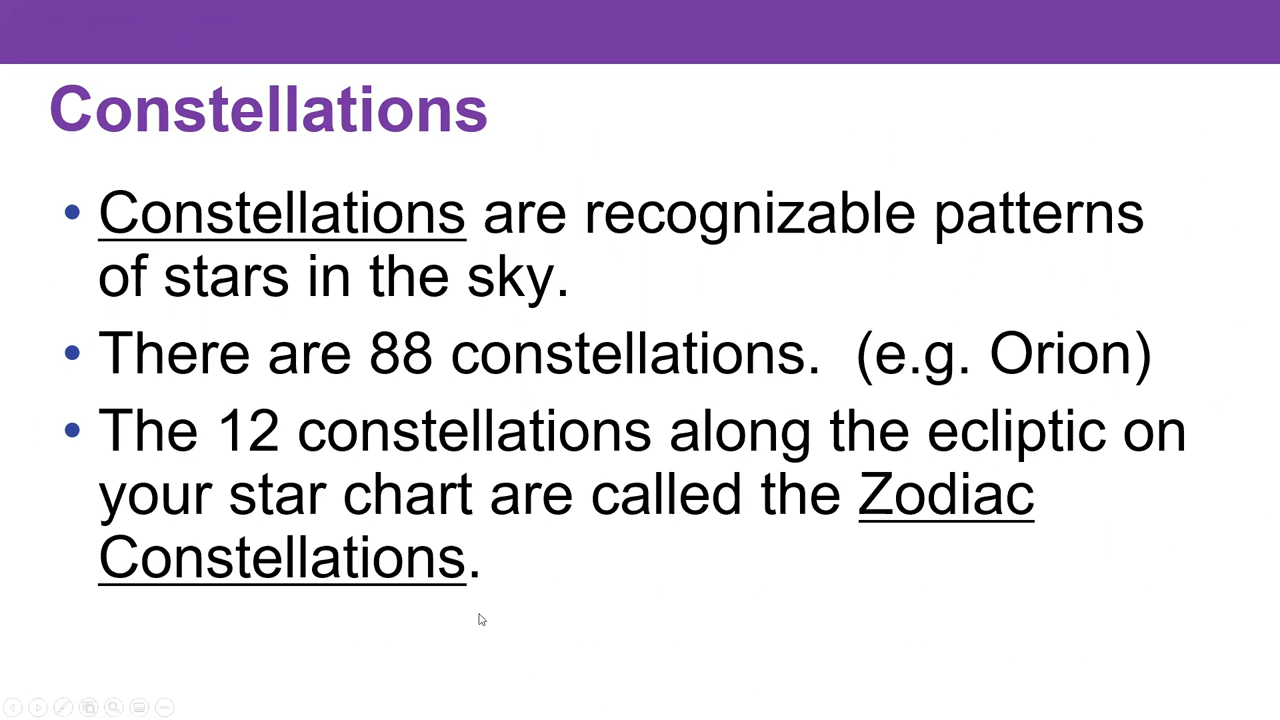 Constellations
• Constellations are recognizable patterns
of stars in the sky.
• There are 88 constellations.  (e.g. Orion)
• The 12 constellations along the ecliptic on
your star chart are called the Zodiac
Constellations.